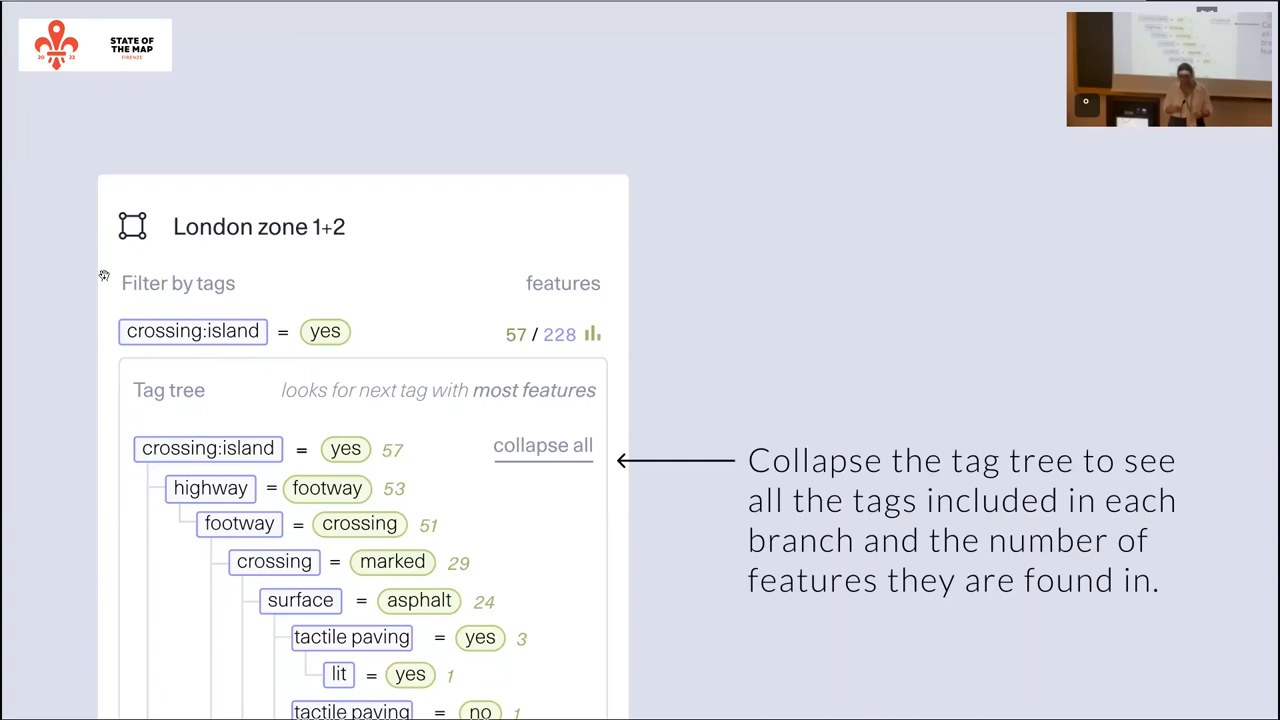 STATE OF
THE MAP
20 22
FIRENZE
London zone 1+2
Filter by tags features
crossing:island = yes 57 / 228
Tag tree looks for next tag with most features
crossing:island = yes 57 collapse all
highway = footway 53
footway = crossing 51
crossing = marked 29
surface = asphalt 24
tactile paving = yes 3
lit = yes 1
tactile paving = no 1
Collapse the tag tree to see
all the tags included in each
branch and the number of
features they are found in.